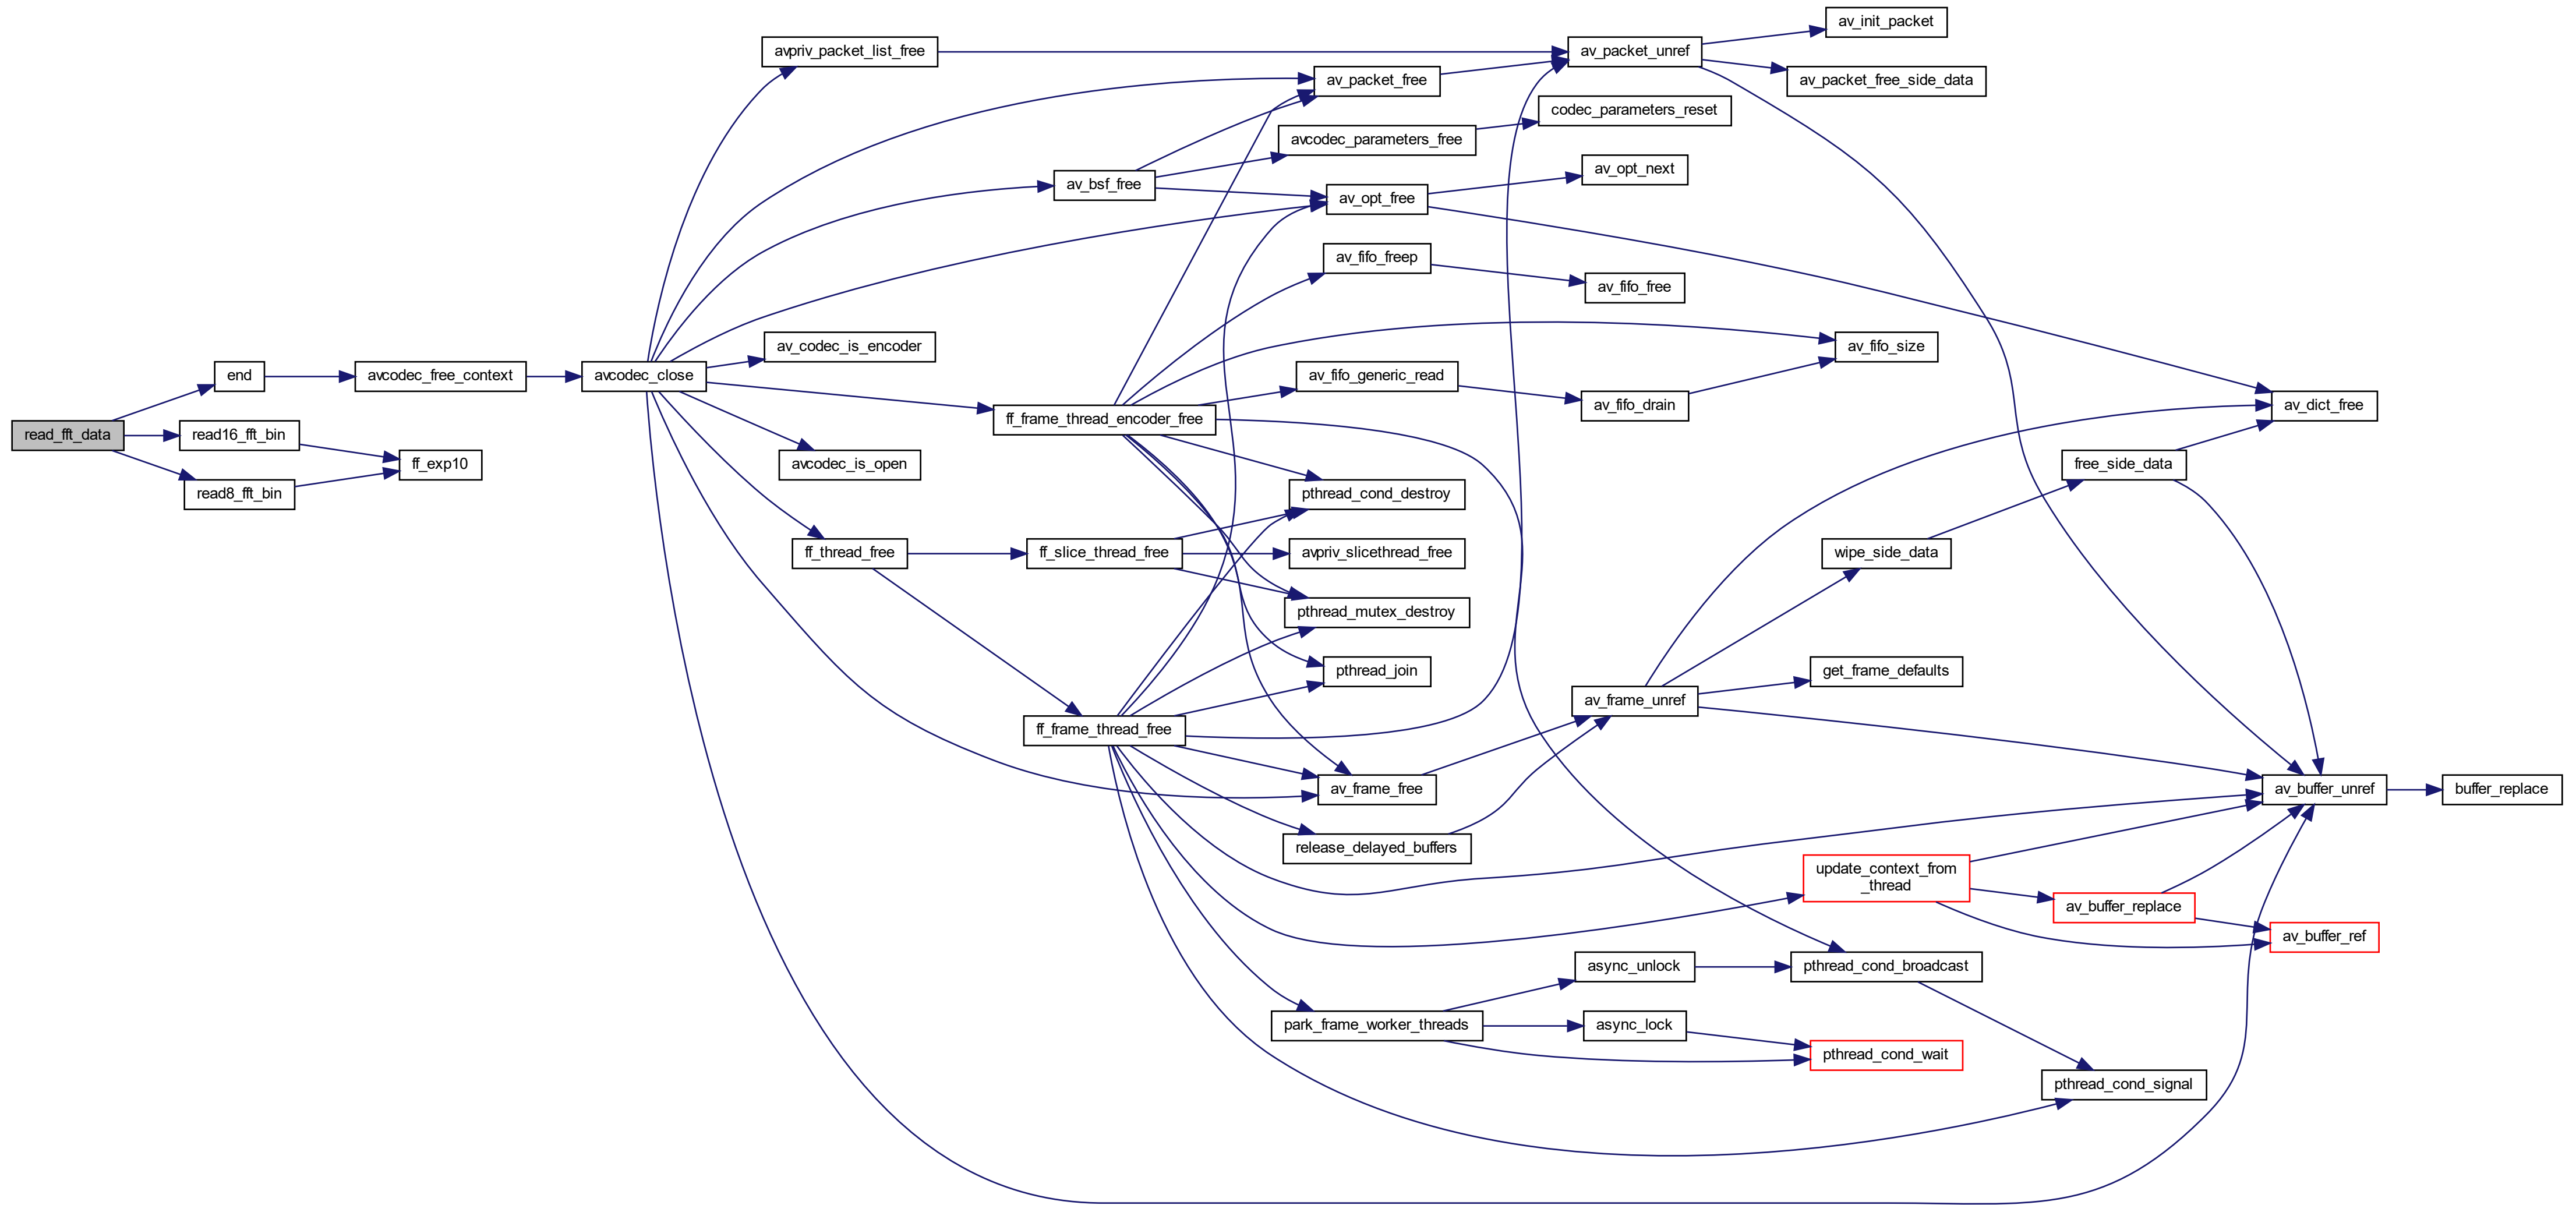 av_init_packet
avpriv_packet_list_free
av_packet_unref
av_packet_free
av_packet_free_side_data
codec_parameters_reset
avcodec_parameters_free
av_opt_next
av_bsf_free
av_opt_free
av_fifo_freep
av_fifo_free
av_codec_is_encoder
av_fifo_size
end
avcodec_free_context
avcodec_close
av_fifo_generic_read
av_fifo_drain
av_dict_free
ff_frame_thread_encoder_free
read_fft_data
read16_fft_bin
ff_exp10
avcodec_is_open
free_side_data
read8_fft_bin
pthread_cond_destroy
ff_thread_free
ff_slice_thread_free
avpriv_slicethread_free
wipe_side_data
pthread_mutex_destroy
pthread_join
get_frame_defaults
av_frame_unref
ff_frame_thread_free
av_frame_free
av_buffer_unref
buffer_replace
release_delayed_buffers
update_context_from
_thread
av_buffer_replace
av_buffer_ref
async_unlock
pthread_cond_broadcast
park_frame_worker_threads
async_lock
pthread_cond_wait
pthread_cond_signal